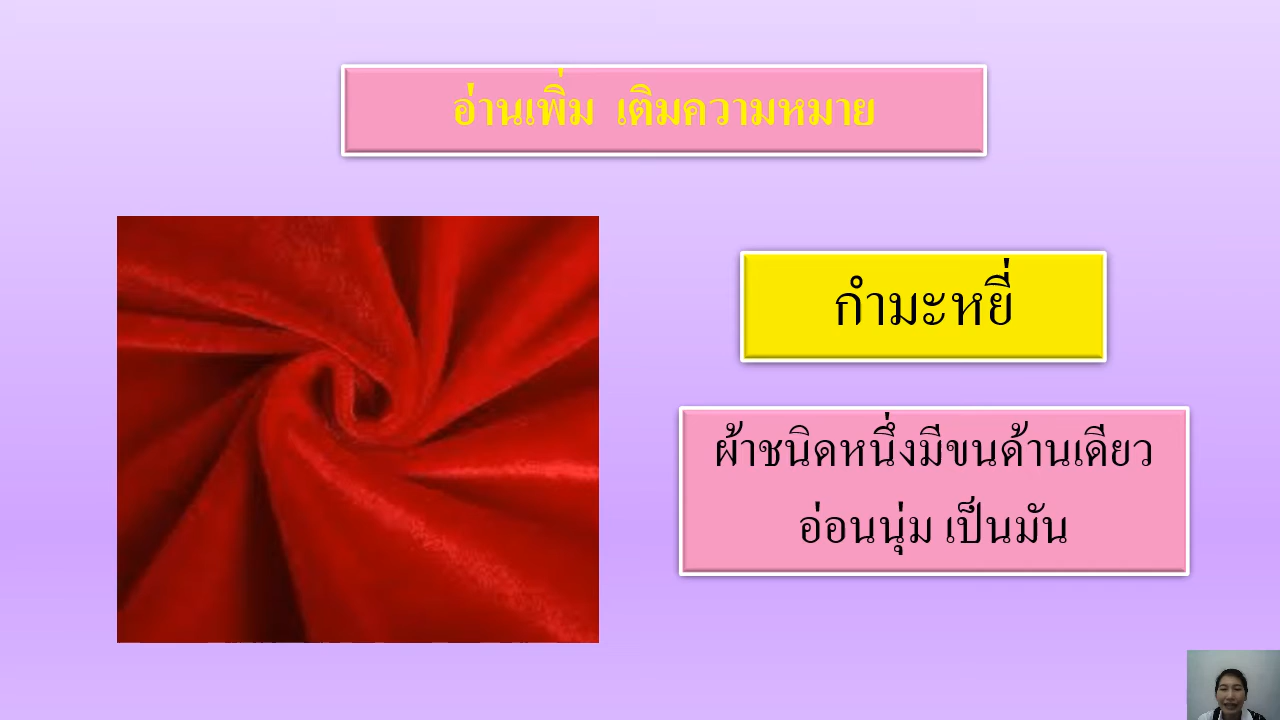 อ่านเพิ่ม เติมความหมาย
กำมะหยี่
ผ้าชนิดหนึ่งมีขนด้านเดียว
อ่อนนุ่ม เป็นมัน